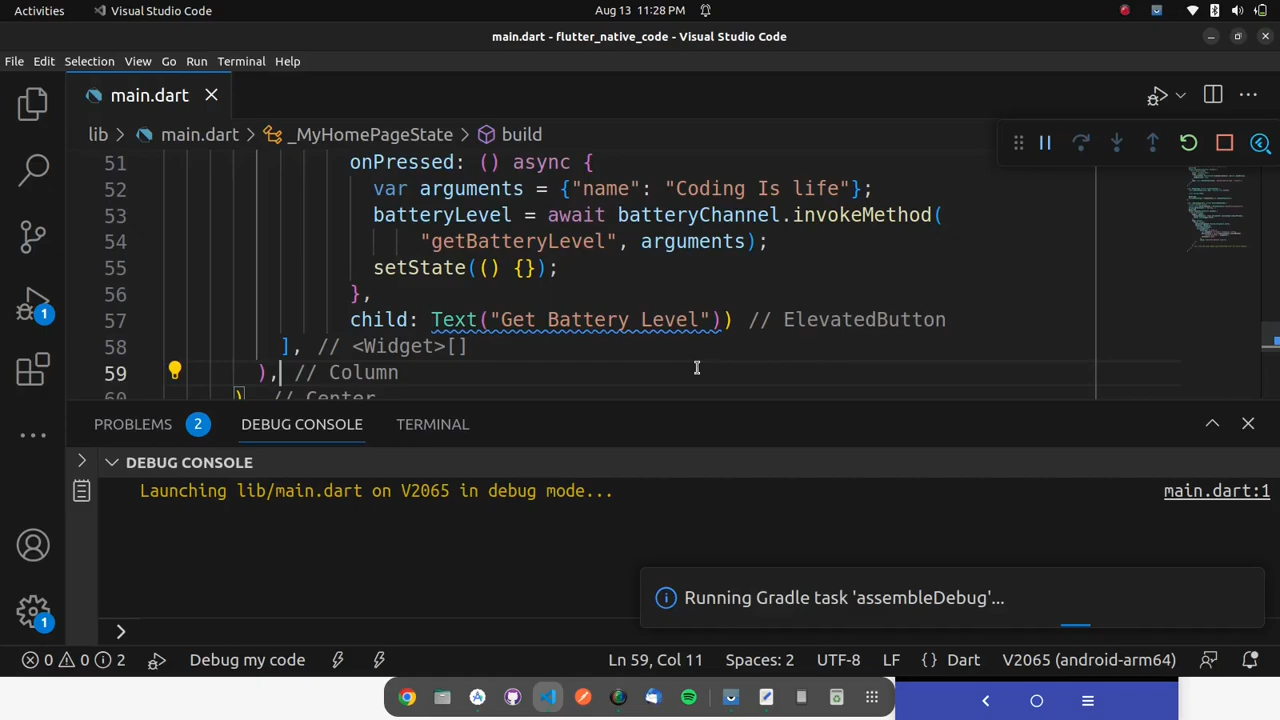 Activities
Visual Studio Code
Aug 13 11:28 PM
main.dart - flutter_native_code - Visual Studio Code
File Edit Selection View Go Run Terminal Help
main.dart
lib > main.dart > _MyHomePageState > build
51 onPressed: () async {
52 var arguments = {"name": "Coding Is life"};
53 batteryLevel = await batteryChannel.invokeMethod(
54 "getBatteryLevel", arguments);
55 setState(() {});
56 },
57 child: Text("Get Battery Level")) // ElevatedButton
58 ], // <Widget>[]
59 ), // Column
60 ) // Center
PROBLEMS 2 DEBUG CONSOLE TERMINAL
DEBUG CONSOLE
Launching lib/main.dart on V2065 in debug mode... main.dart:1
1
Running Gradle task 'assembleDebug'...
1
>
0 0 2 Debug my code Ln 59, Col 11 Spaces: 2 UTF-8 LF {} Dart V2065 (android-arm64)